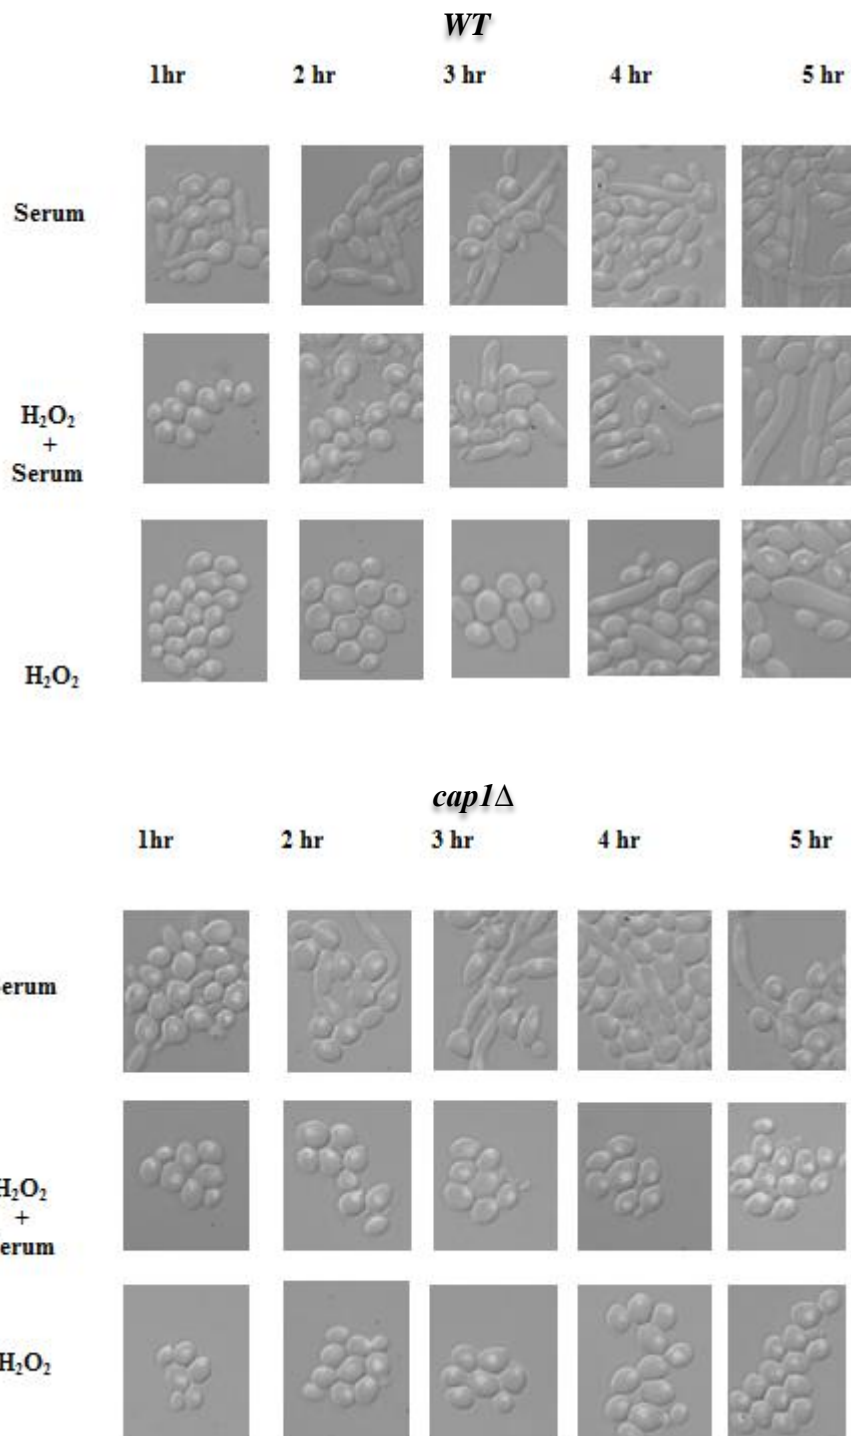 WT
1hr 2 hr 3 hr 4 hr 5 hr
Serum
H₂O₂
+
Serum
H₂O₂
cap1Δ
1hr 2 hr 3 hr 4 hr 5 hr
erum
H₂O₂
+
erum
H₂O₂